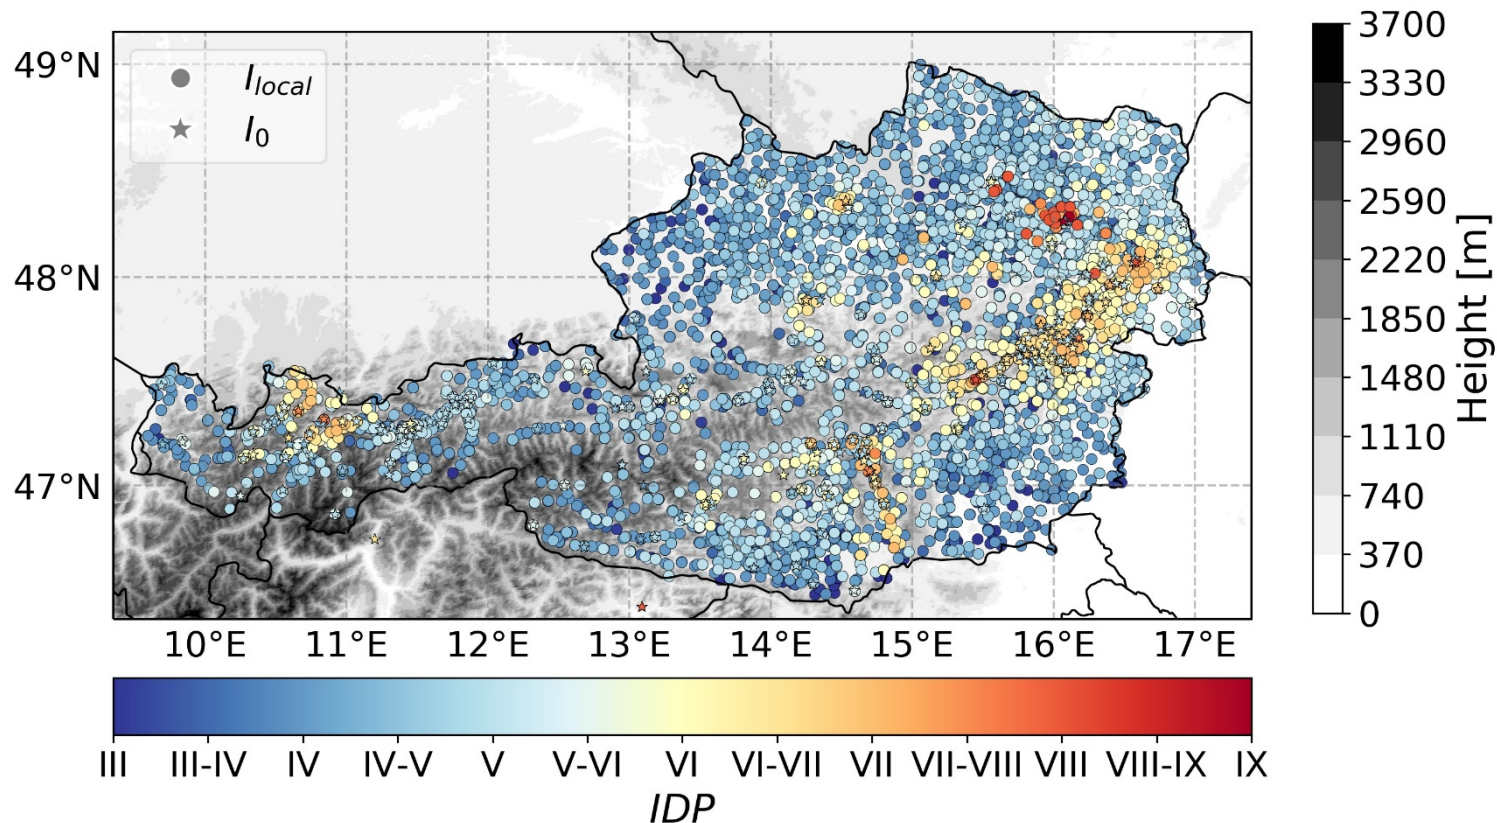 49°N
48°N
47°N
I_local
I_0
10°E 11°E 12°E 13°E 14°E 15°E 16°E 17°E
3700
3330
2960
2590
2220
1850
1480
1110
740
370
0
Height [m]
III III-IV IV IV-V V V-VI VI VI-VII VII VII-VIII VIII VIII-IX IX
IDP